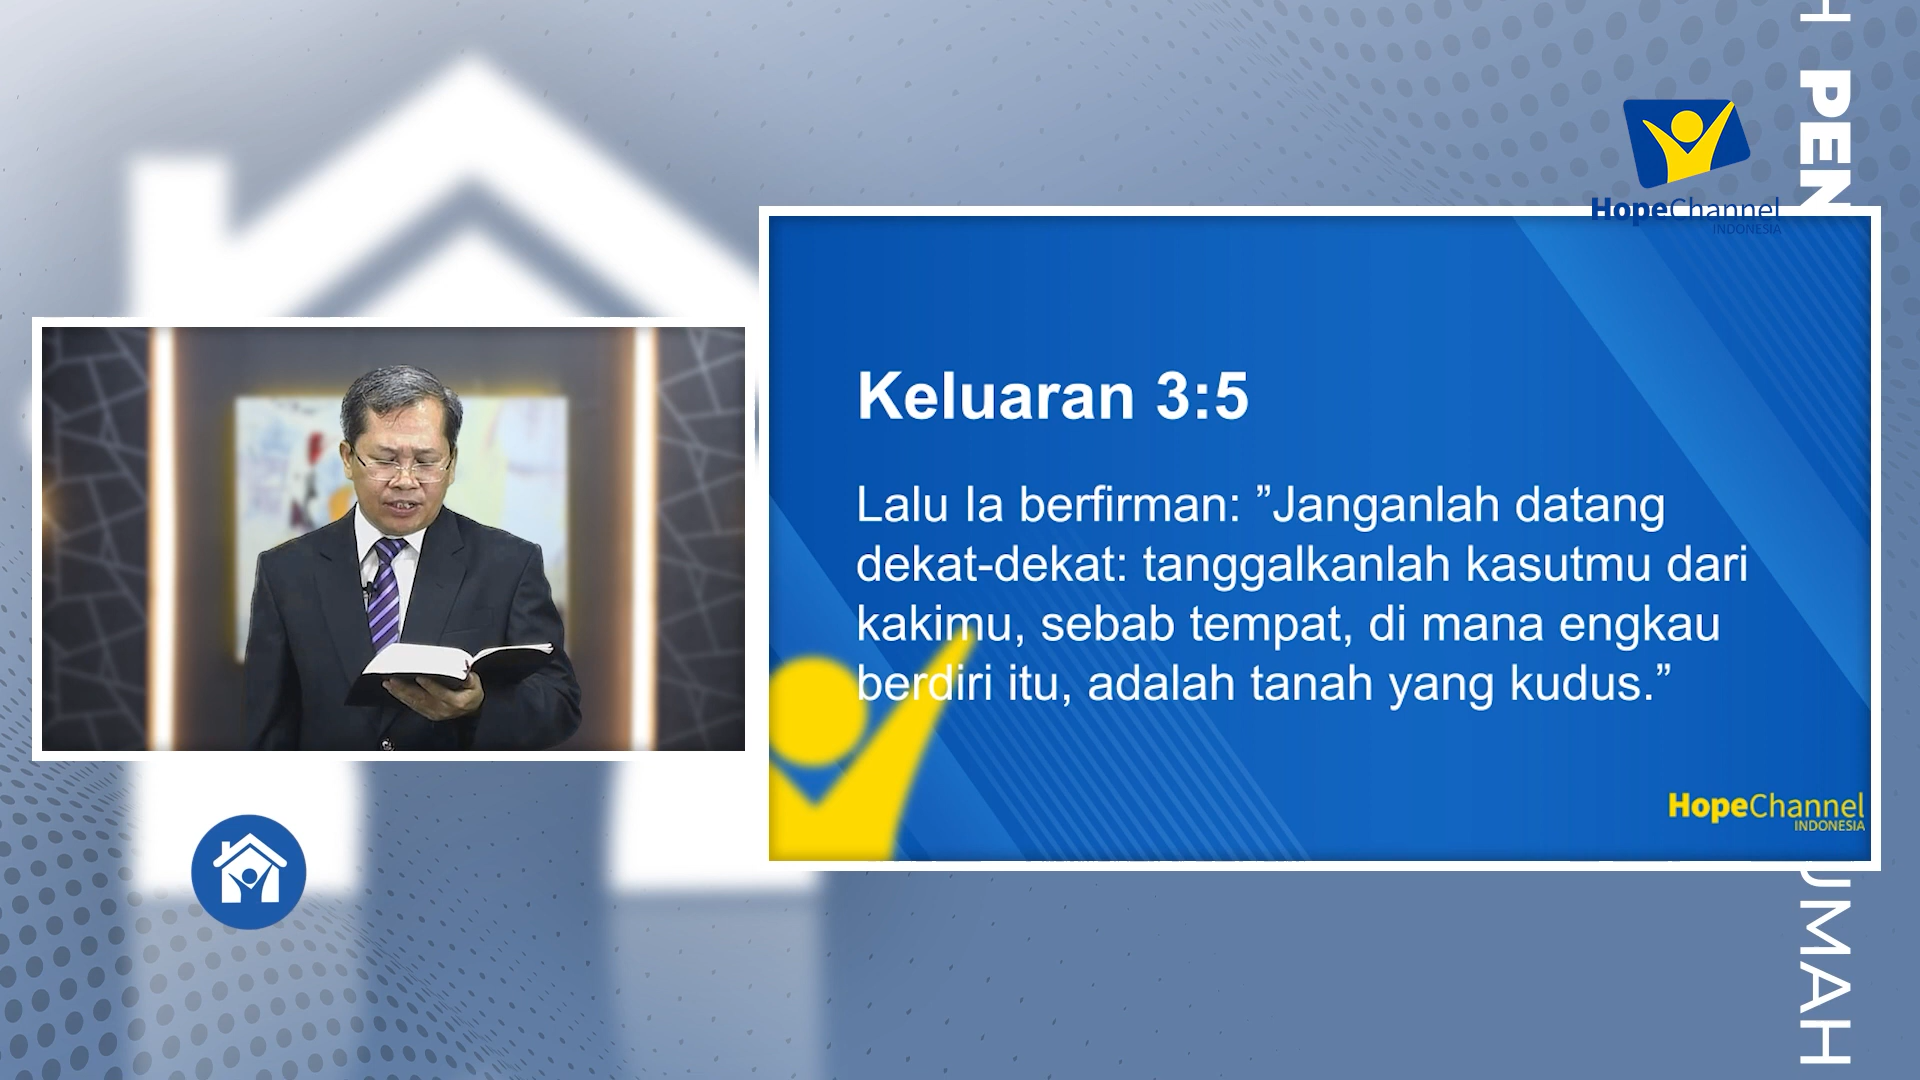 PEN
HopeChannel
INDONESIA
Keluaran 3:5
Lalu Ia berfirman: ”Janganlah datang
dekat-dekat: tanggalkanlah kasutmu dari
kakimu, sebab tempat, di mana engkau
berdiri itu, adalah tanah yang kudus.”
HopeChannel
INDONESIA
UMAH